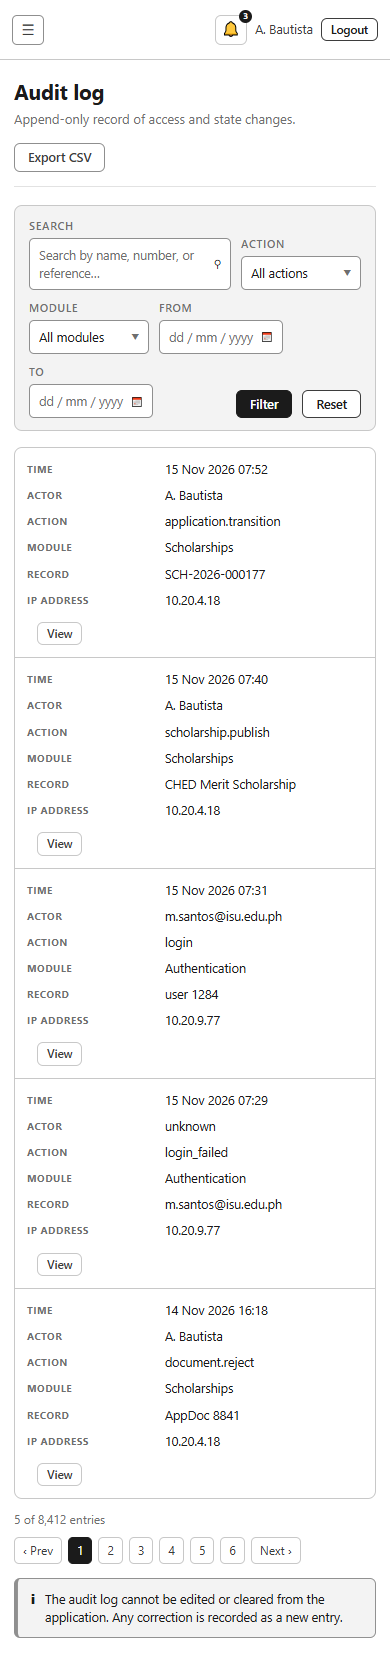 ☰
3
A. Bautista
Logout
Audit log
Append-only record of access and state changes.
Export CSV
SEARCH
Search by name, number, or
reference...
ACTION
All actions
MODULE
All modules
FROM
dd / mm / yyyy
TO
dd / mm / yyyy
Filter
Reset
TIME 15 Nov 2026 07:52
ACTOR A. Bautista
ACTION application.transition
MODULE Scholarships
RECORD SCH-2026-000177
IP ADDRESS 10.20.4.18
View
TIME 15 Nov 2026 07:40
ACTOR A. Bautista
ACTION scholarship.publish
MODULE Scholarships
RECORD CHED Merit Scholarship
IP ADDRESS 10.20.4.18
View
TIME 15 Nov 2026 07:31
ACTOR m.santos@isu.edu.ph
ACTION login
MODULE Authentication
RECORD user 1284
IP ADDRESS 10.20.9.77
View
TIME 15 Nov 2026 07:29
ACTOR unknown
ACTION login_failed
MODULE Authentication
RECORD m.santos@isu.edu.ph
IP ADDRESS 10.20.9.77
View
TIME 14 Nov 2026 16:18
ACTOR A. Bautista
ACTION document.reject
MODULE Scholarships
RECORD AppDoc 8841
IP ADDRESS 10.20.4.18
View
5 of 8,412 entries
‹ Prev 1 2 3 4 5 6 Next ›
i The audit log cannot be edited or cleared from the
application. Any correction is recorded as a new entry.